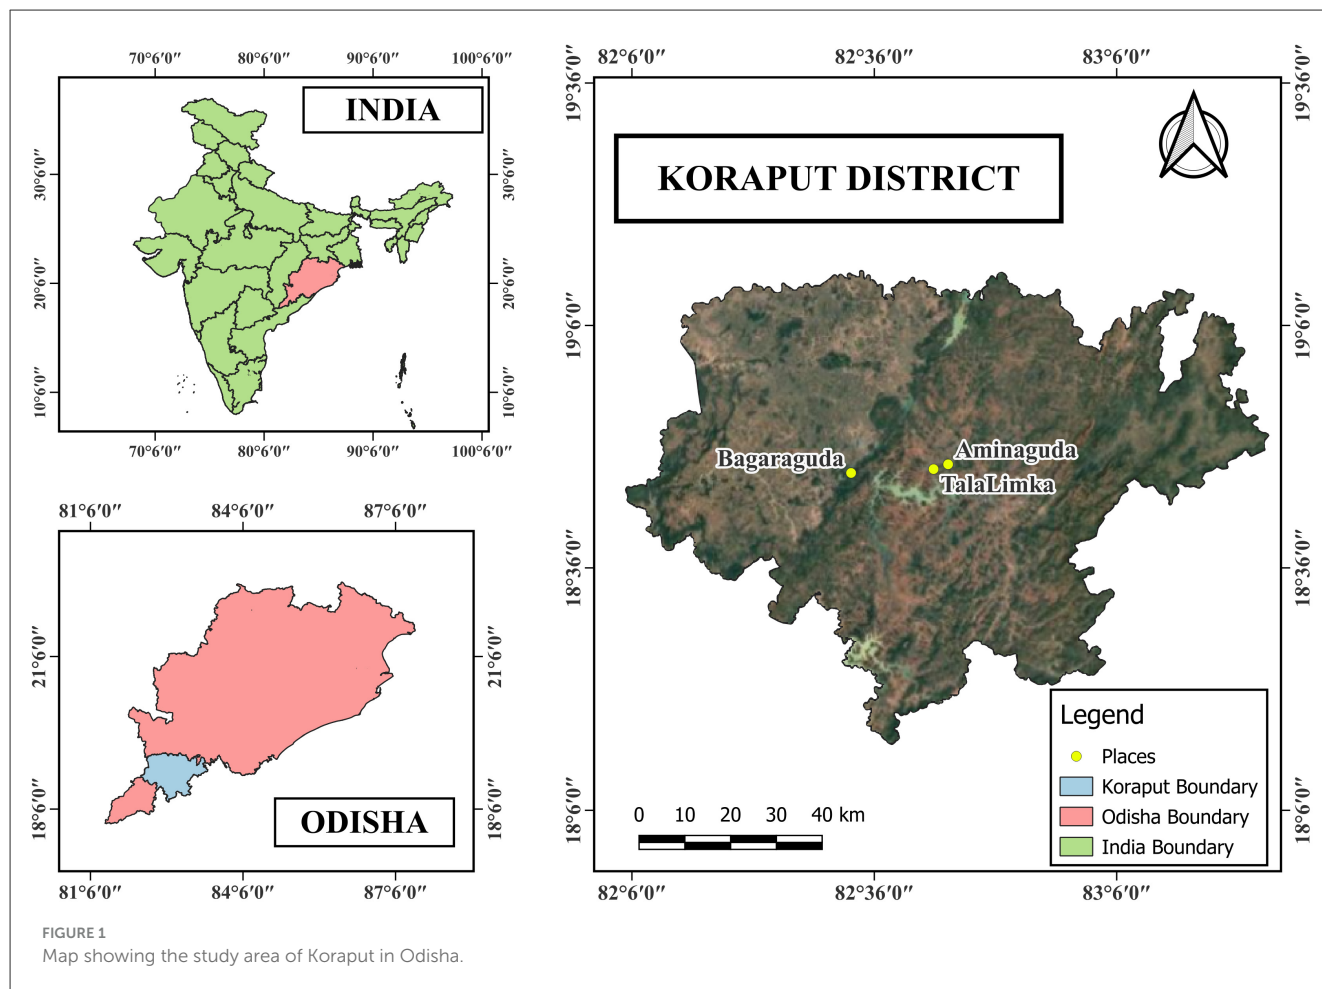 70°6′0″ 80°6′0″ 90°6′0″ 100°6′0″
INDIA
30°6′0″ 30°6′0″
20°6′0″ 20°6′0″
10°6′0″ 10°6′0″
70°6′0″ 80°6′0″ 90°6′0″ 100°6′0″
81°6′0″ 84°6′0″ 87°6′0″
21°6′0″ 21°6′0″
18°6′0″ 18°6′0″
ODISHA
81°6′0″ 84°6′0″ 87°6′0″
82°6′0″ 82°36′0″ 83°6′0″
19°36′0″ 19°36′0″
KORAPUT DISTRICT
19°6′0″ 19°6′0″
Bagaraguda
Aminaguda
TalaLimka
18°36′0″ 18°36′0″
Legend
Places
Koraput Boundary
Odisha Boundary
India Boundary
0 10 20 30 40 km
18°6′0″ 18°6′0″
82°6′0″ 82°36′0″ 83°6′0″
FIGURE 1
Map showing the study area of Koraput in Odisha.